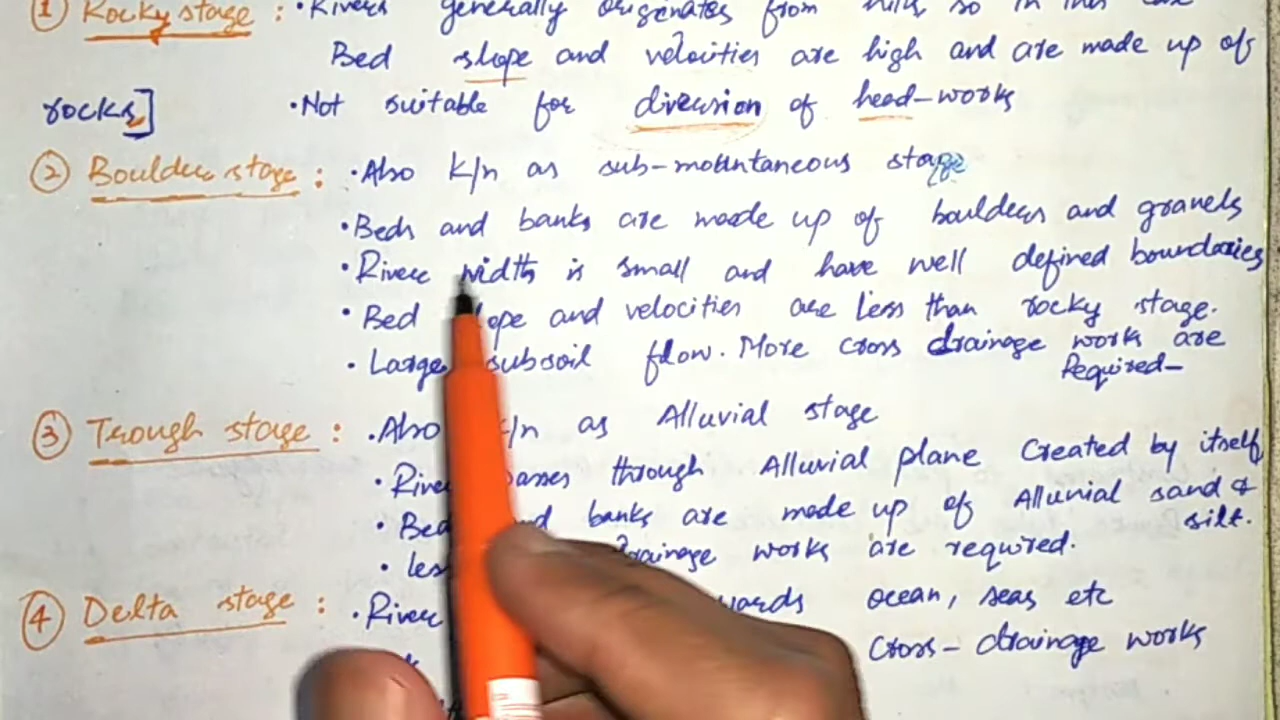 ① Rocky stage : • Rivers generally originates from hills so in this case
Bed slope and velocities are high and are made up of
rocks] • Not suitable for diversion of head-works
② Boulder stage : • Also k/n as sub-mountaneous stage
• Beds and banks are made up of boulders and gravels
• River width is small and have well defined boundaries
• Bed slope and velocities are less than rocky stage.
• Large subsoil flow. More cross drainage works are
Required-
③ Trough stage : • Also k/n as Alluvial stage
• River passes through Alluvial plane created by itself
• Bed and banks are made up of Alluvial sand &
silt.
• less drainage works are required.
④ Delta stage : • River wards ocean, seas etc
Cross-drainage works